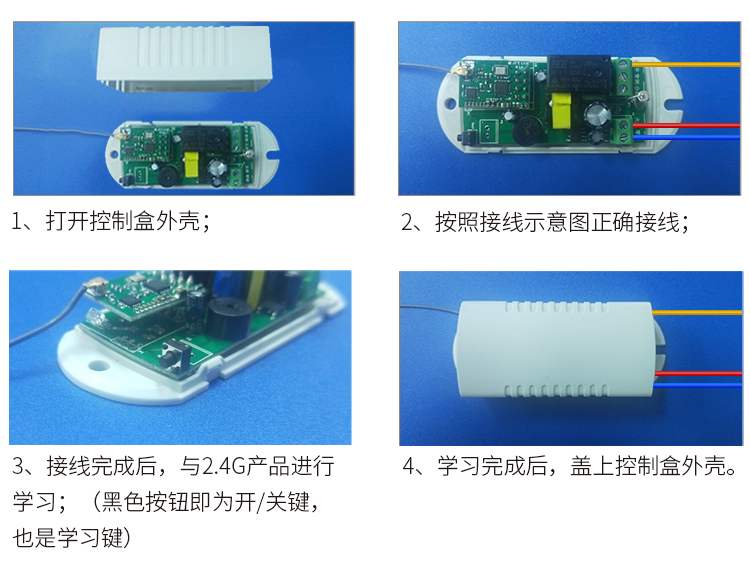 1、打开控制盒外壳；
2、按照接线示意图正确接线；
3、接线完成后，与2.4G产品进行
学习；（黑色按钮即为开/关键，
也是学习键）
4、学习完成后，盖上控制盒外壳。